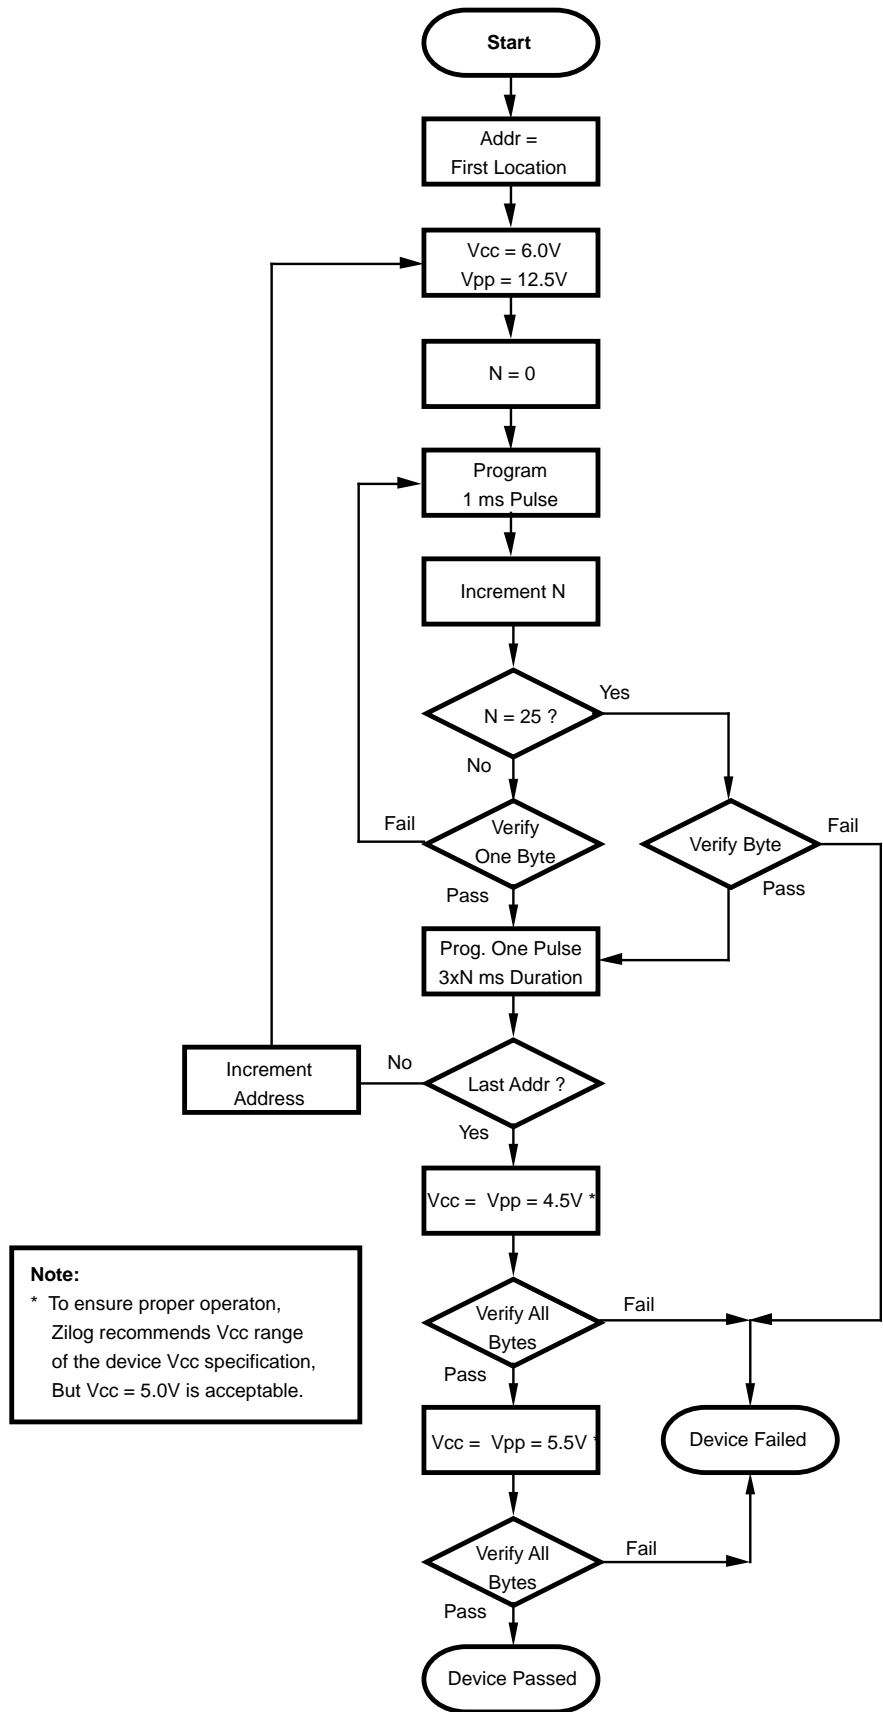 Start
Addr =
First Location
Vcc = 6.0V
Vpp = 12.5V
N = 0
Program
1 ms Pulse
Increment N
N = 25 ?
Yes
No
Verify
One Byte
Fail
Pass
Verify Byte
Fail
Pass
Prog. One Pulse
3xN ms Duration
Last Addr ?
No
Increment
Address
Yes
Vcc = Vpp = 4.5V *
Note:
* To ensure proper operaton,
Zilog recommends Vcc range
of the device Vcc specification,
But Vcc = 5.0V is acceptable.
Verify All
Bytes
Fail
Pass
Vcc = Vpp = 5.5V *
Device Failed
Verify All
Bytes
Fail
Pass
Device Passed